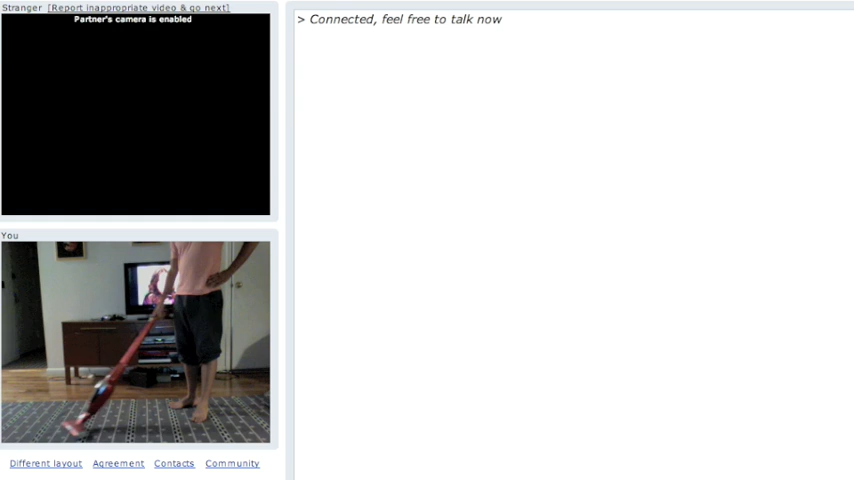 Stranger [Report inappropriate video & go next]
Partner's camera is enabled
> Connected, feel free to talk now
You
Different layout Agreement Contacts Community